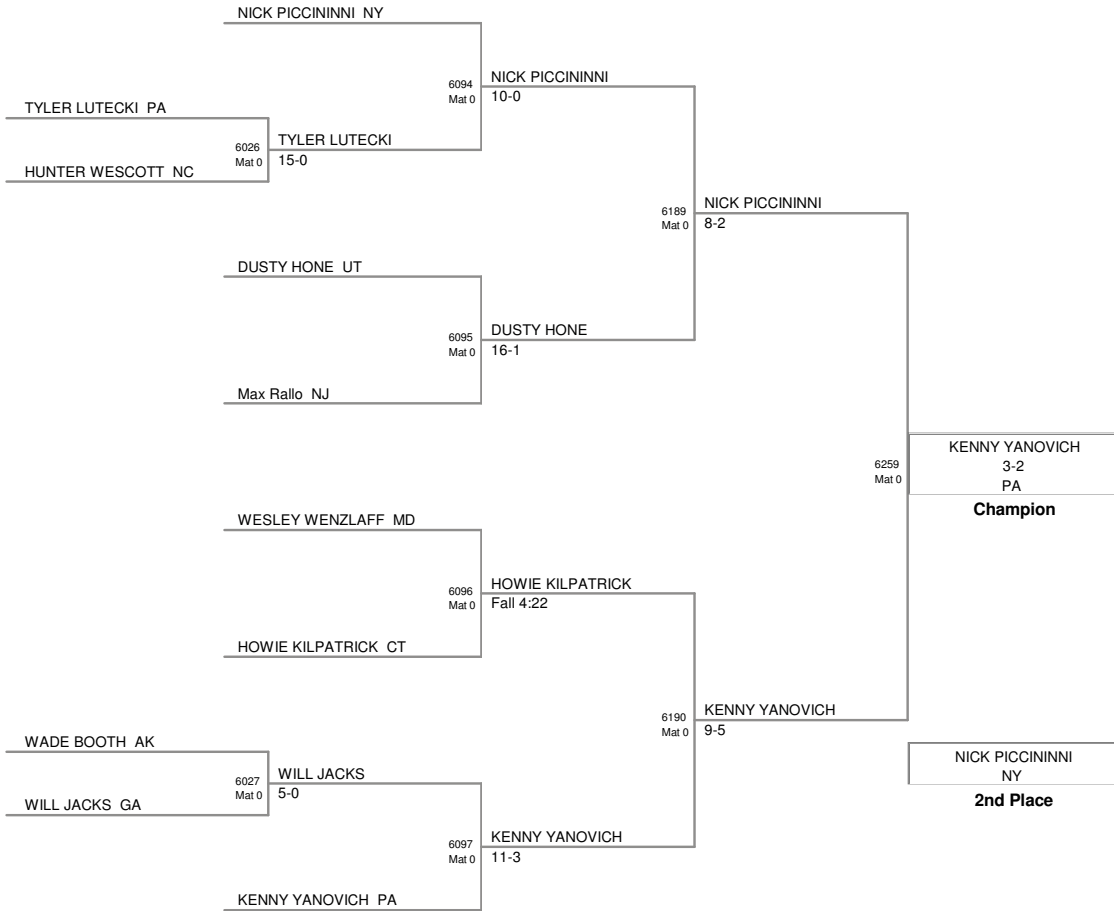 NICK PICCININNI  NY
6094
Mat 0
NICK PICCININNI
10-0
TYLER LUTECKI  PA
6026
Mat 0
TYLER LUTECKI
15-0
HUNTER WESCOTT  NC
6189
Mat 0
NICK PICCININNI
8-2
DUSTY HONE  UT
6095
Mat 0
DUSTY HONE
16-1
Max Rallo  NJ
6259
Mat 0
KENNY YANOVICH
3-2
PA
Champion
WESLEY WENZLAFF  MD
6096
Mat 0
HOWIE KILPATRICK
Fall 4:22
HOWIE KILPATRICK  CT
6190
Mat 0
KENNY YANOVICH
9-5
WADE BOOTH  AK
6027
Mat 0
WILL JACKS
5-0
WILL JACKS  GA
NICK PICCININNI
NY
2nd Place
6097
Mat 0
KENNY YANOVICH
11-3
KENNY YANOVICH  PA